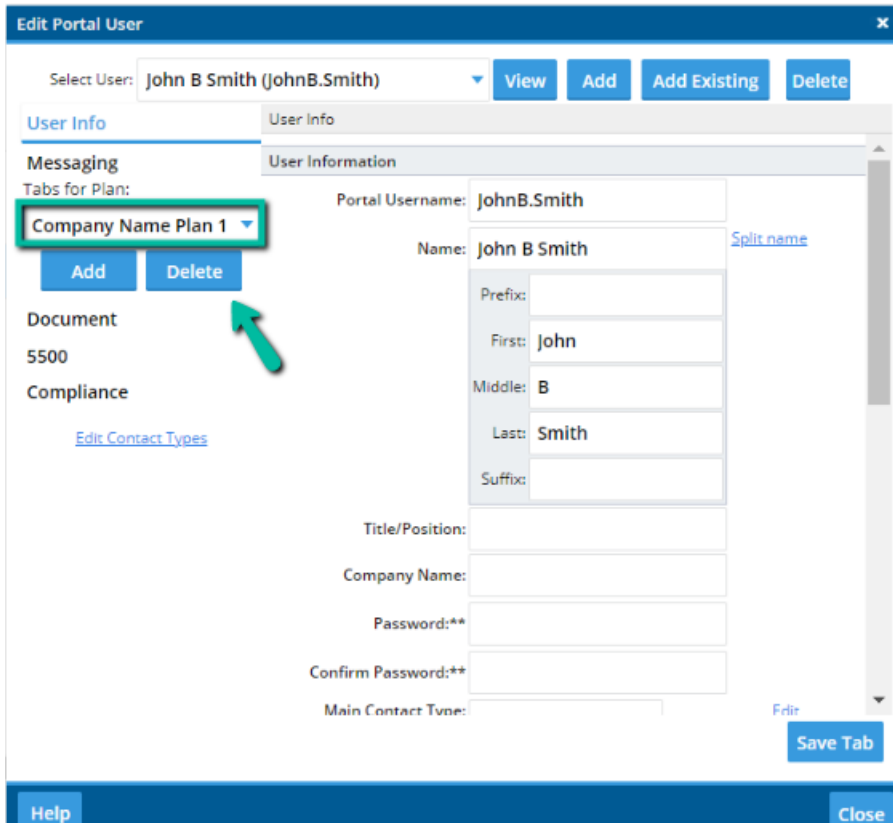 Edit Portal User ×
Select User: John B Smith (JohnB.Smith) View Add Add Existing Delete
User Info
Messaging
Tabs for Plan:
Company Name Plan 1
Add Delete
Document
5500
Compliance
Edit Contact Types
User Info
User Information
Portal Username: JohnB.Smith
Name: John B Smith Split name
Prefix:
First: John
Middle: B
Last: Smith
Suffix:
Title/Position:
Company Name:
Password:**
Confirm Password:**
Main Contact Type: Edit
Save Tab
Help Close